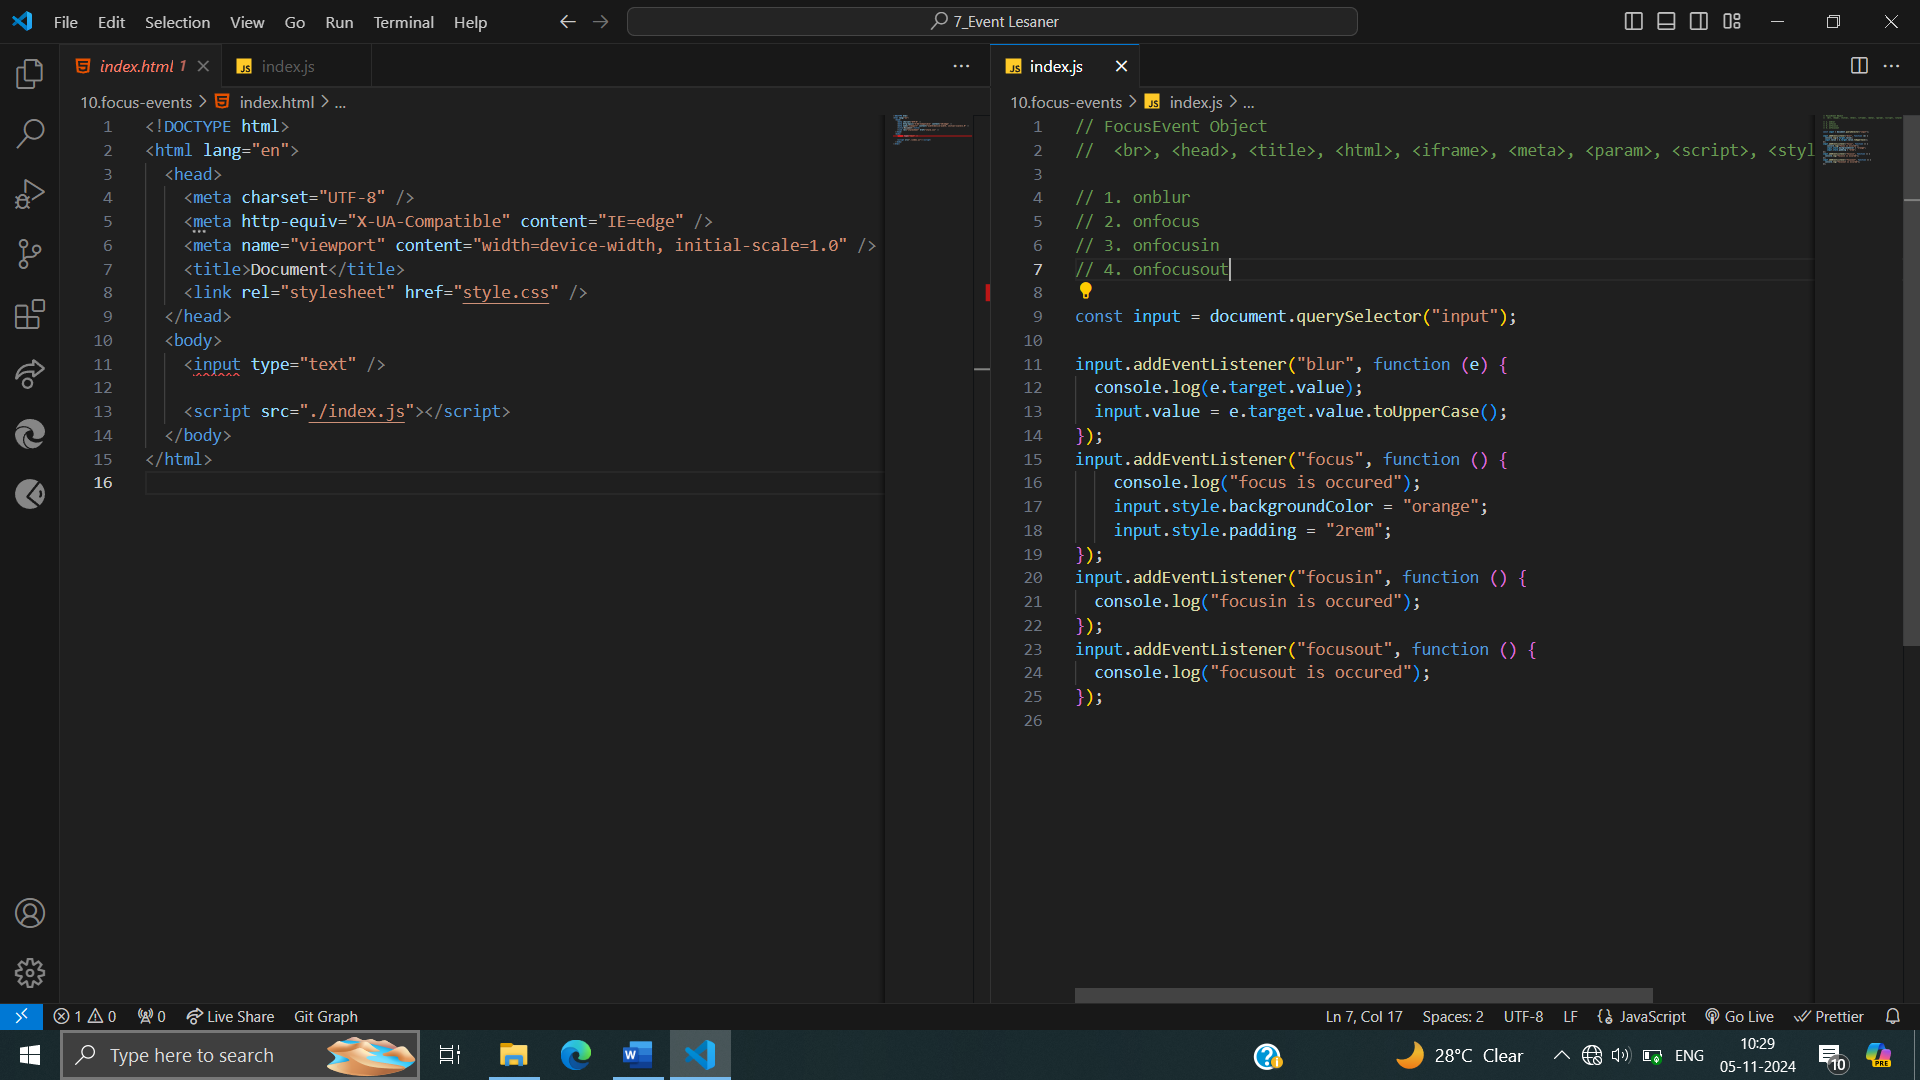 File Edit Selection View Go Run Terminal Help
7_Event Lesaner
index.html 1
index.js
10.focus-events > index.html > ...
1 <!DOCTYPE html>
2 <html lang="en">
3 <head>
4 <meta charset="UTF-8" />
5 <meta http-equiv="X-UA-Compatible" content="IE=edge" />
6 <meta name="viewport" content="width=device-width, initial-scale=1.0" />
7 <title>Document</title>
8 <link rel="stylesheet" href="style.css" />
9 </head>
10 <body>
11 <input type="text" />
12
13 <script src="./index.js"></script>
14 </body>
15 </html>
16
index.js
10.focus-events > index.js > ...
1 // FocusEvent Object
2 //  <br>, <head>, <title>, <html>, <iframe>, <meta>, <param>, <script>, <styl
3
4 // 1. onblur
5 // 2. onfocus
6 // 3. onfocusin
7 // 4. onfocusout
8
9 const input = document.querySelector("input");
10
11 input.addEventListener("blur", function (e) {
12 console.log(e.target.value);
13 input.value = e.target.value.toUpperCase();
14 });
15 input.addEventListener("focus", function () {
16 console.log("focus is occured");
17 input.style.backgroundColor = "orange";
18 input.style.padding = "2rem";
19 });
20 input.addEventListener("focusin", function () {
21 console.log("focusin is occured");
22 });
23 input.addEventListener("focusout", function () {
24 console.log("focusout is occured");
25 });
26
1 0 0 Live Share Git Graph
Ln 7, Col 17 Spaces: 2 UTF-8 LF JavaScript Go Live Prettier
Type here to search
28°C Clear ENG
10:29
05-11-2024
10
PRE